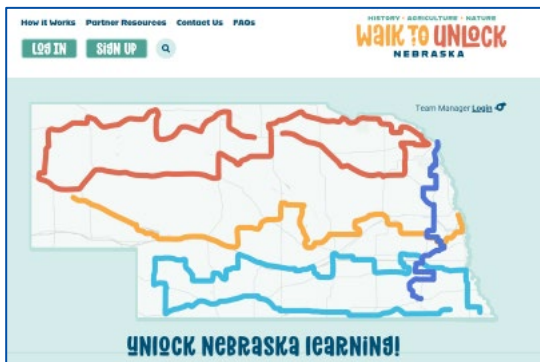 How it Works Partner Resources Contact Us FAQs
LOG IN SIGN UP
HISTORY • AGRICULTURE • NATURE
WALK TO UNLOCK
NEBRASKA
Team Manager Login
UNLOCK NEBRASKA LEARNING!